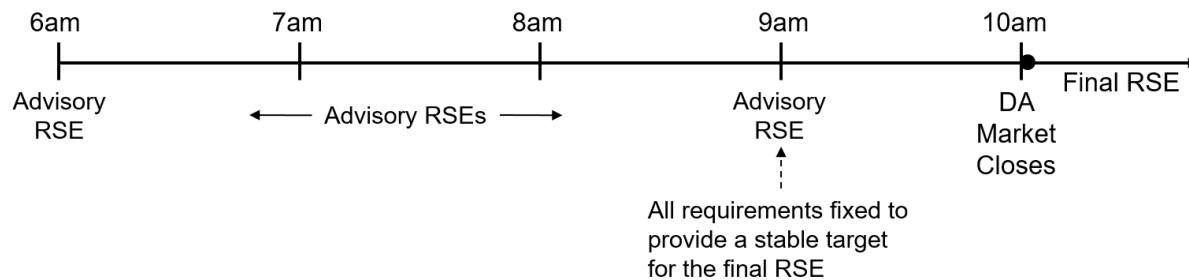 6am
7am
8am
9am
10am
Advisory
RSE
Advisory RSEs
Advisory
RSE
DA
Market
Closes
Final RSE
All requirements fixed to
provide a stable target
for the final RSE